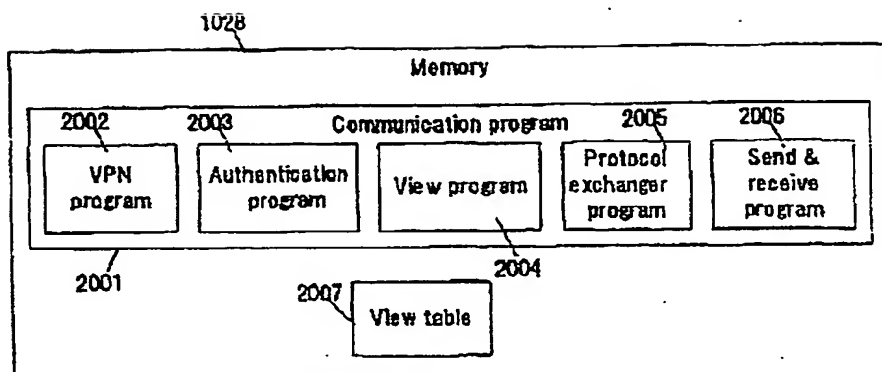 1028
Memory
2002 2003 Communication program 2005 2006
VPN program
Authentication program
View program
Protocol exchanger program
Send & receive program
2001
2004
2007
View table